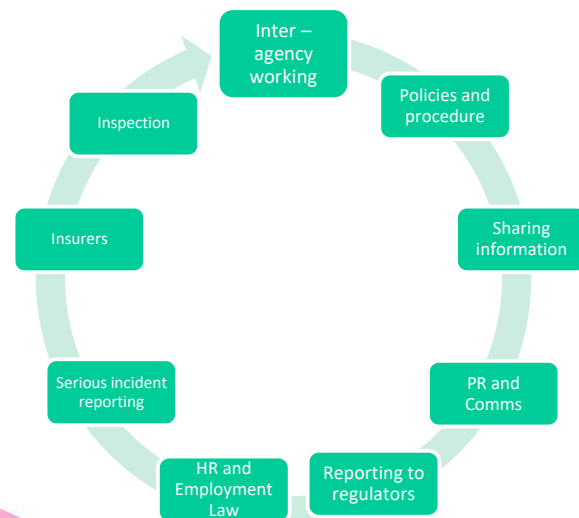 Inter –
agency
working
Policies and
procedure
Sharing
information
PR and
Comms
Reporting to
regulators
HR and
Employment
Law
Serious incident
reporting
Insurers
Inspection